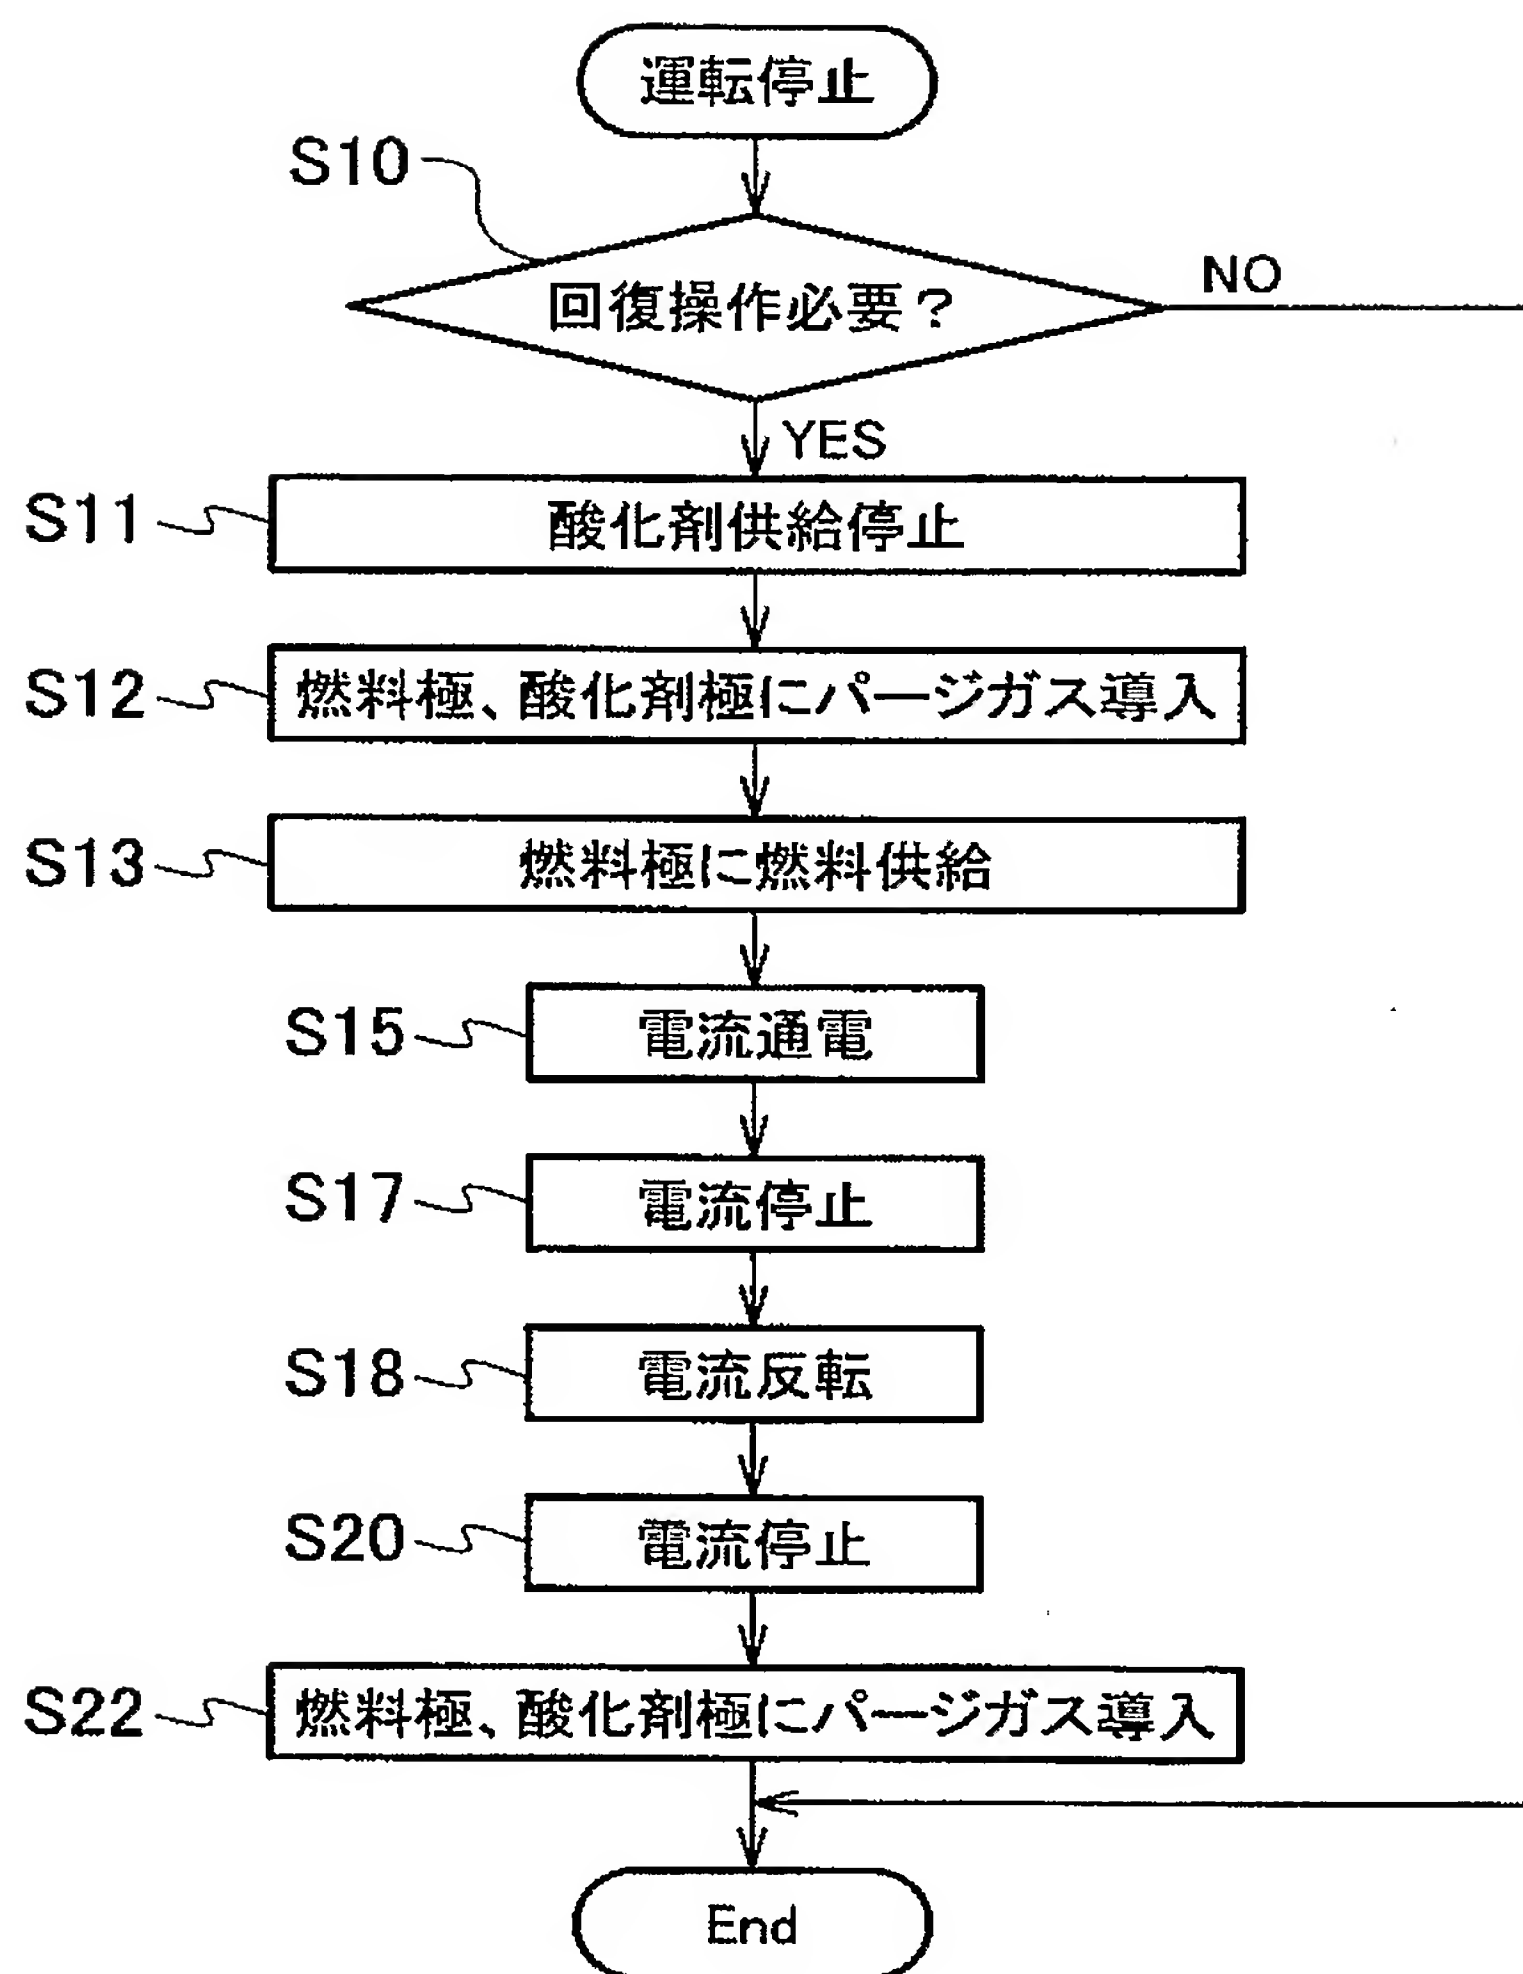 運転停止
S10
回復操作必要?
NO
YES
S11
酸化剤供給停止
S12
燃料極、酸化剤極にパージガス導入
S13
燃料極に燃料供給
S15
電流通電
S17
電流停止
S18
電流反転
S20
電流停止
S22
燃料極、酸化剤極にパージガス導入
End